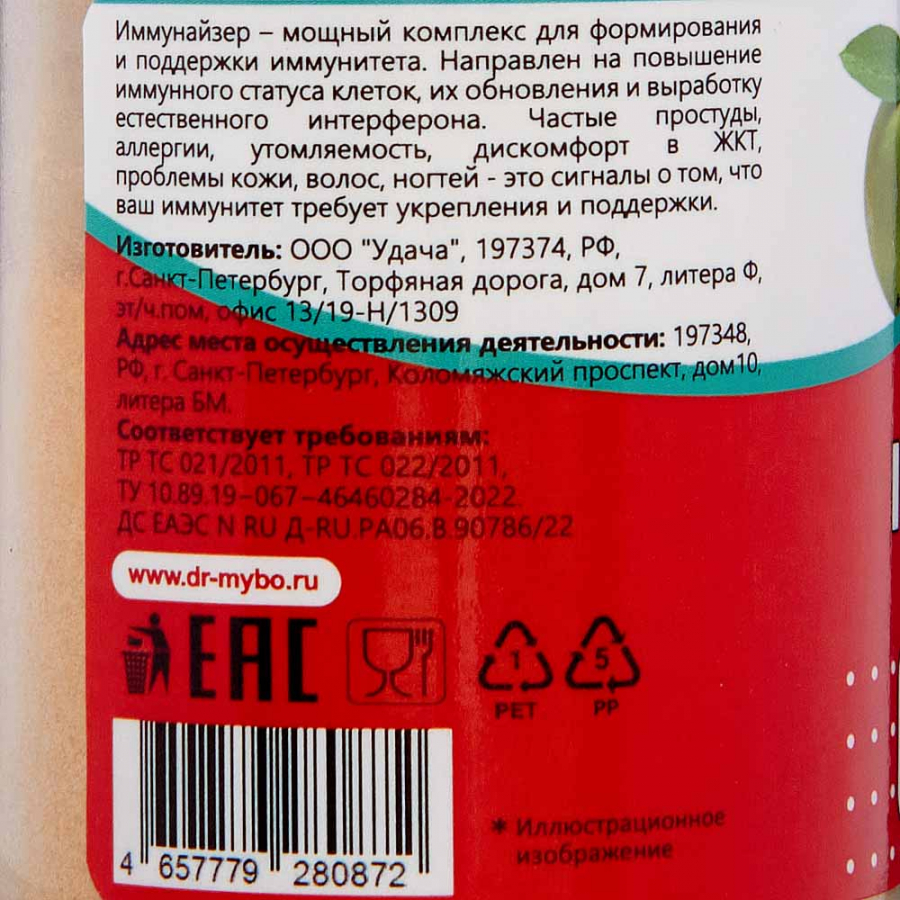 Иммунайзер – мощный комплекс для формирования
и поддержки иммунитета. Направлен на повышение
иммунного статуса клеток, их обновления и выработку
естественного интерферона. Частые простуды,
аллергии, утомляемость, дискомфорт в ЖКТ,
проблемы кожи, волос, ногтей - это сигналы о том, что
ваш иммунитет требует укрепления и поддержки.
Изготовитель: ООО "Удача", 197374, РФ,
г.Санкт-Петербург, Торфяная дорога, дом 7, литера Ф,
эт/ч.пом, офис 13/19-Н/1309
Адрес места осуществления деятельности: 197348,
РФ, г. Санкт-Петербург, Коломяжский проспект, дом10,
литера БМ.
Соответствует требованиям:
ТР ТС 021/2011, ТР ТС 022/2011,
ТУ 10.89.19–067–46460284-2022.
ДС ЕАЭС N RU Д-RU.РА06.В.90786/22
www.dr-mybo.ru
ЕАС
1
PET
5
PP
4 657779 280872
* Иллюстрационное
изображение